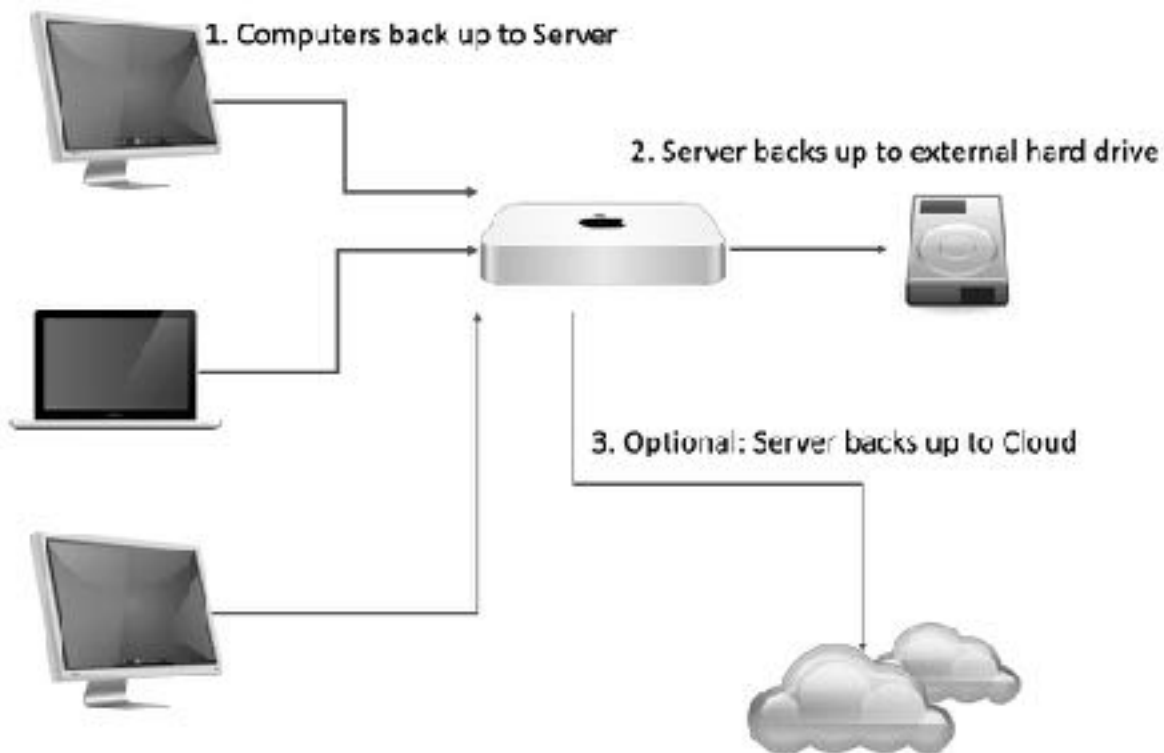 1. Computers back up to Server
2. Server backs up to external hard drive
3. Optional: Server backs up to Cloud